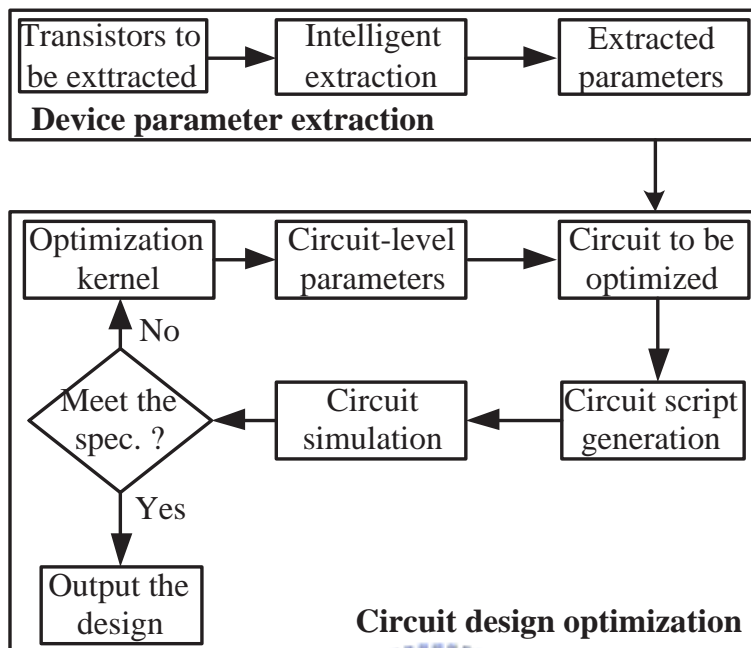 Transistors to
be exttracted
Intelligent
extraction
Extracted
parameters
Device parameter extraction
Optimization
kernel
Circuit-level
parameters
Circuit to be
optimized
No
Meet the
spec. ?
Circuit
simulation
Circuit script
generation
Yes
Output the
design
Circuit design optimization